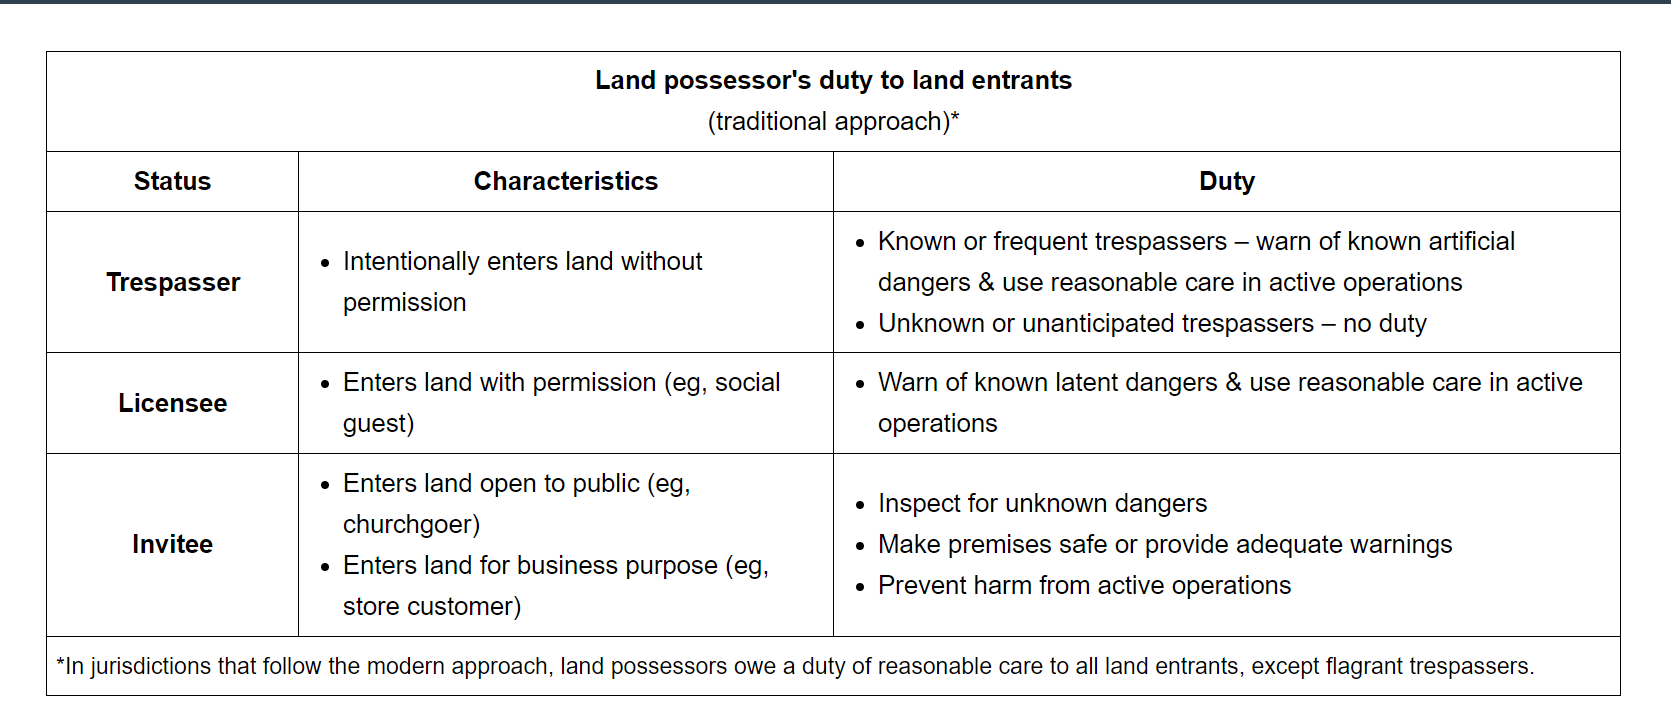 Land possessor's duty to land entrants
(traditional approach)*
Status
Characteristics
Duty
Trespasser
• Intentionally enters land without
permission
• Known or frequent trespassers – warn of known artificial
dangers & use reasonable care in active operations
• Unknown or unanticipated trespassers – no duty
Licensee
• Enters land with permission (eg, social
guest)
• Warn of known latent dangers & use reasonable care in active
operations
Invitee
• Enters land open to public (eg,
churchgoer)
• Enters land for business purpose (eg,
store customer)
• Inspect for unknown dangers
• Make premises safe or provide adequate warnings
• Prevent harm from active operations
*In jurisdictions that follow the modern approach, land possessors owe a duty of reasonable care to all land entrants, except flagrant trespassers.